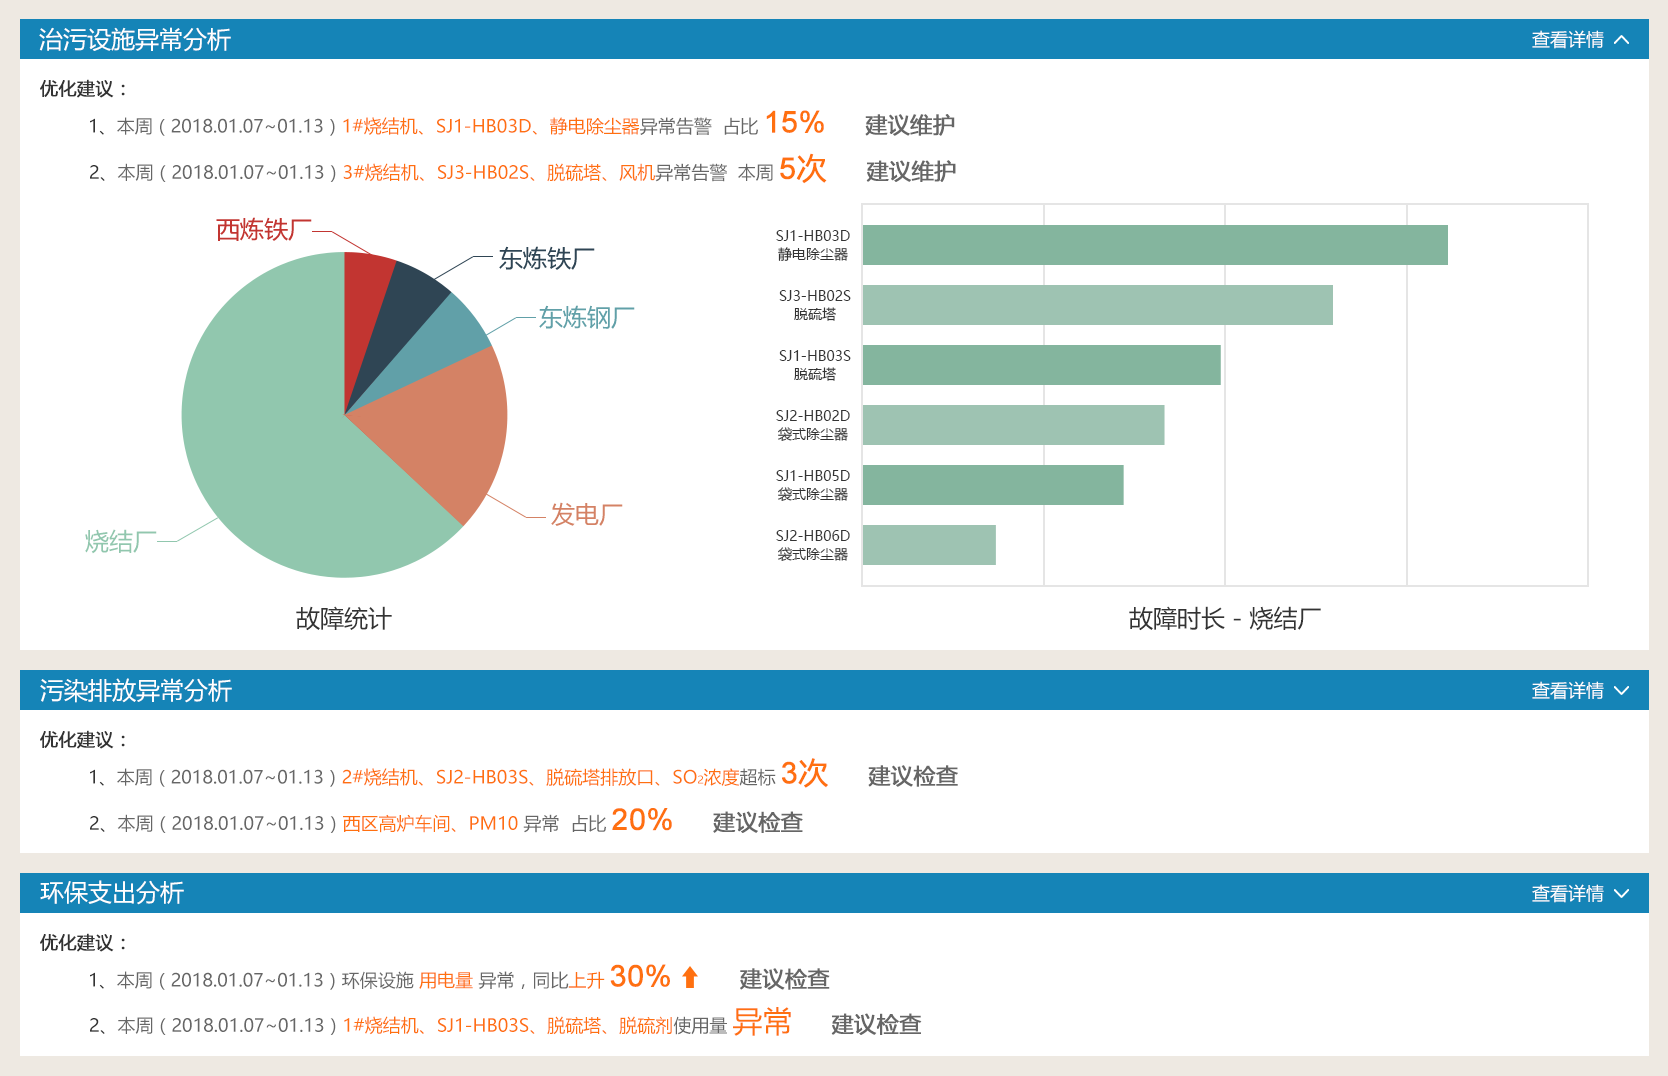 治污设施异常分析 查看详情
优化建议：
1、本周（2018.01.07~01.13）1#烧结机、SJ1-HB03D、静电除尘器异常告警 占比 15% 建议维护
2、本周（2018.01.07~01.13）3#烧结机、SJ3-HB02S、脱硫塔、风机异常告警 本周 5次 建议维护
西炼铁厂
东炼铁厂
东炼钢厂
发电厂
烧结厂
故障统计
SJ1-HB03D
静电除尘器
SJ3-HB02S
脱硫塔
SJ1-HB03S
脱硫塔
SJ2-HB02D
袋式除尘器
SJ1-HB05D
袋式除尘器
SJ2-HB06D
袋式除尘器
故障时长 - 烧结厂
污染排放异常分析 查看详情
优化建议：
1、本周（2018.01.07~01.13）2#烧结机、SJ2-HB03S、脱硫塔排放口、SO₂浓度超标 3次 建议检查
2、本周（2018.01.07~01.13）西区高炉车间、PM10 异常 占比 20% 建议检查
环保支出分析 查看详情
优化建议：
1、本周（2018.01.07~01.13）环保设施 用电量 异常，同比上升 30% 建议检查
2、本周（2018.01.07~01.13）1#烧结机、SJ1-HB03S、脱硫塔、脱硫剂使用量 异常 建议检查